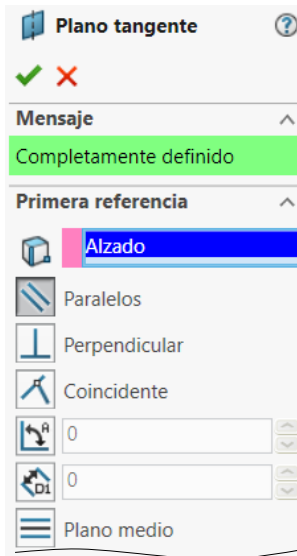 Plano tangente
Mensaje
Completamente definido
Primera referencia
Alzado
Paralelos
Perpendicular
Coincidente
0
0
Plano medio